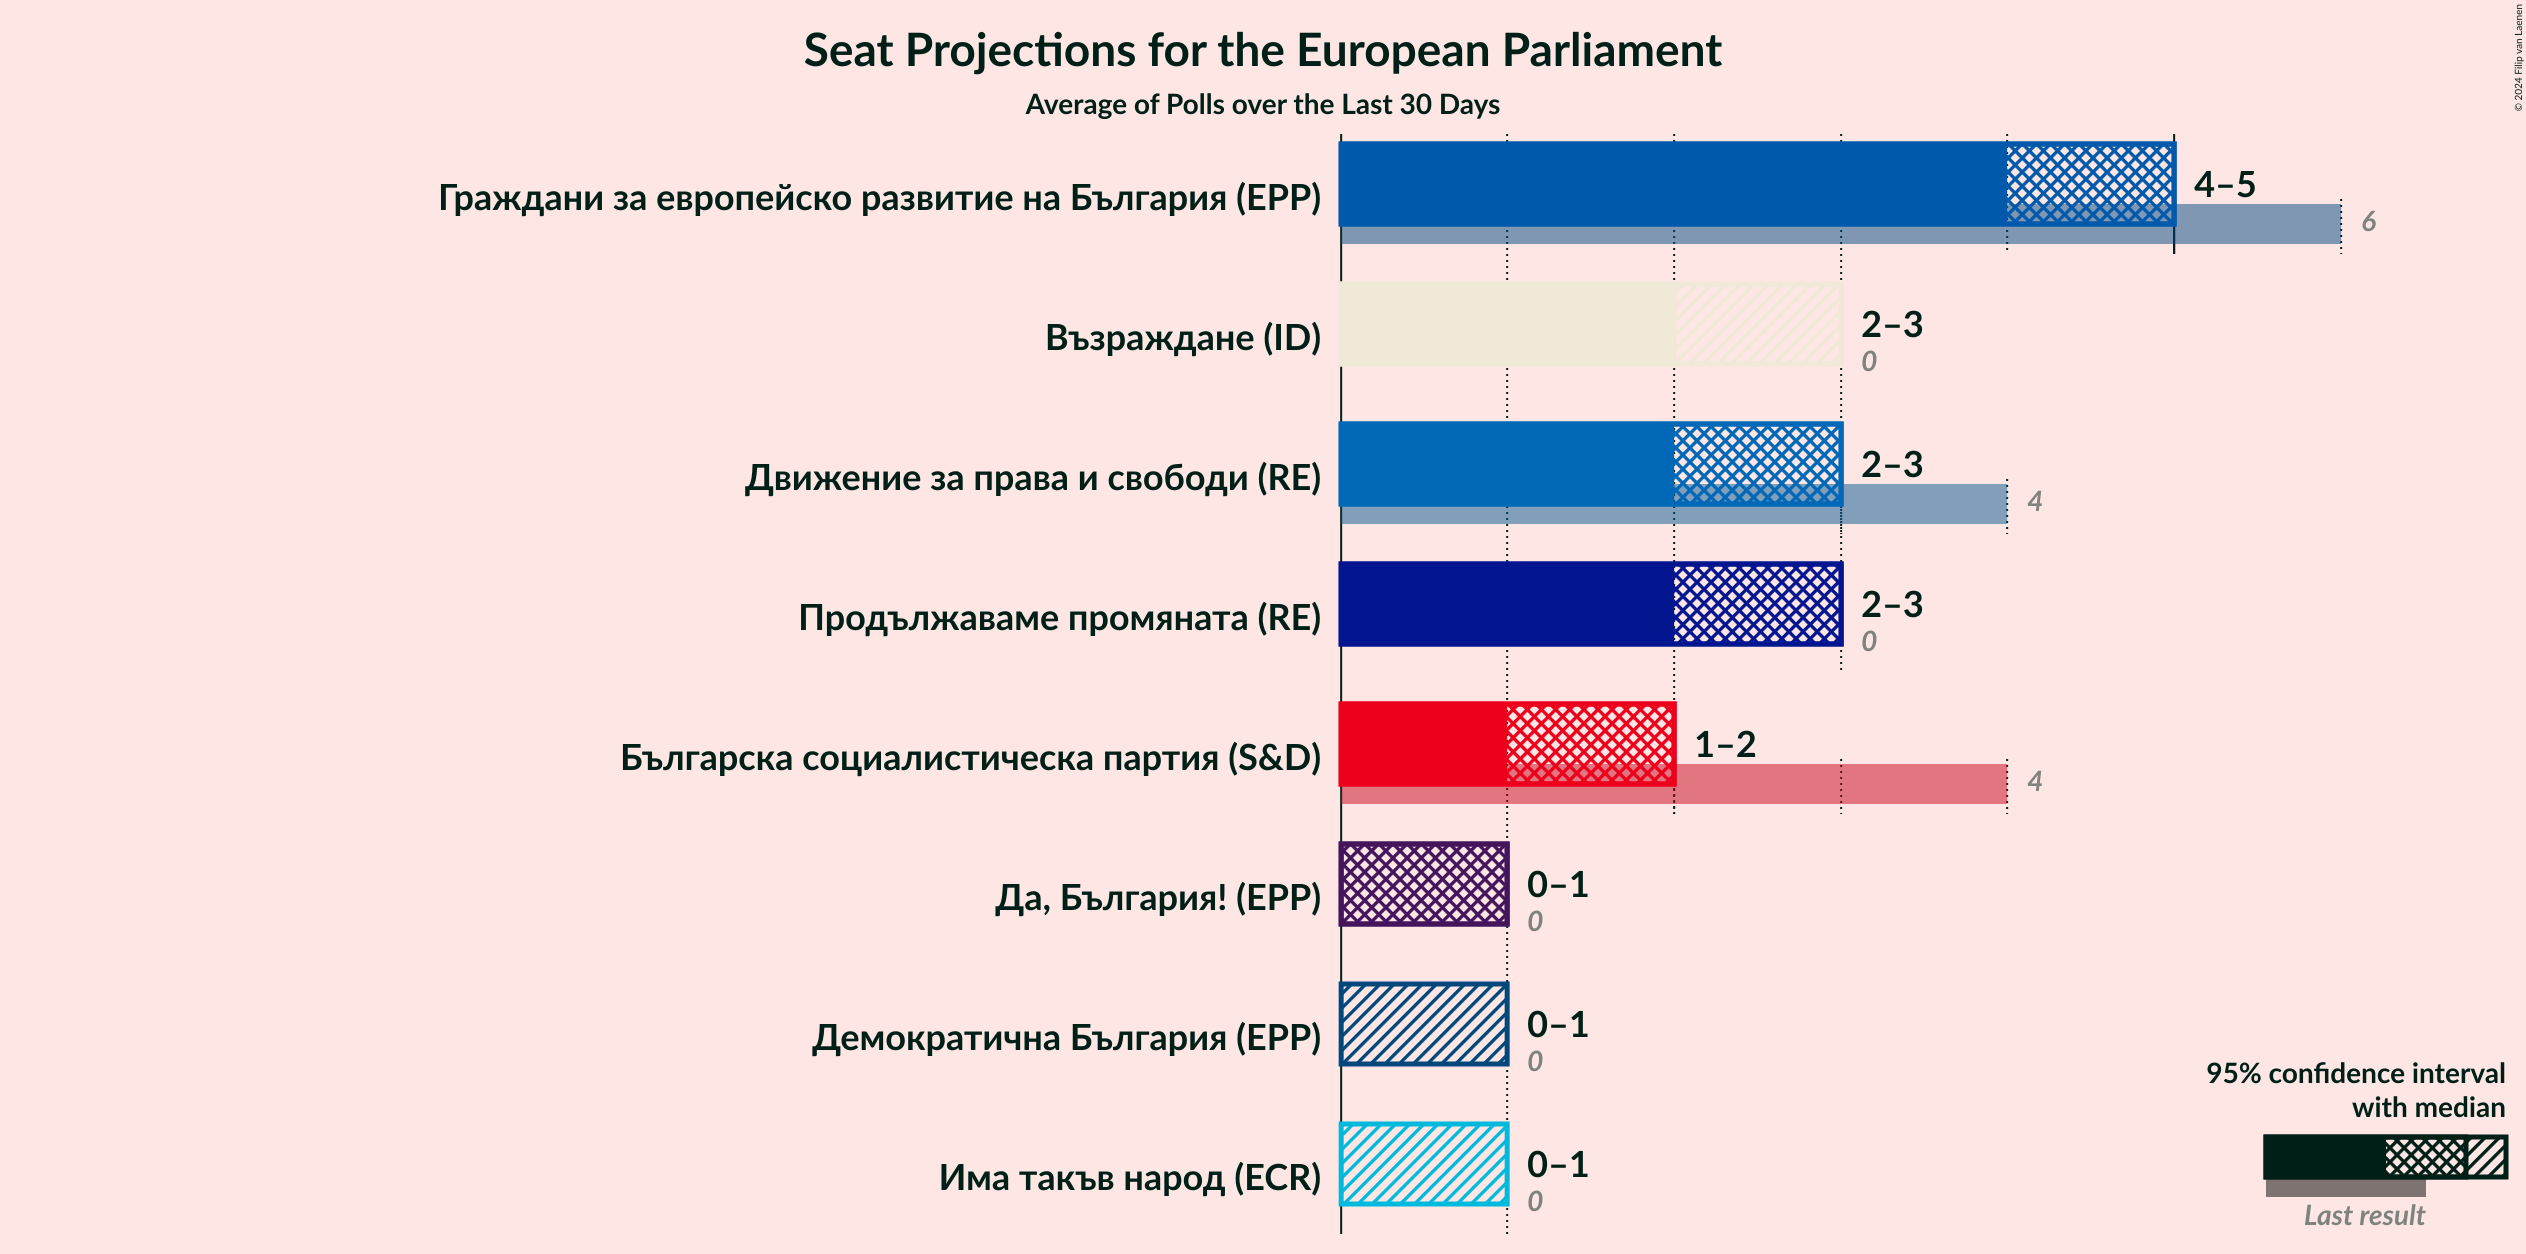 Seat Projections for the European Parliament
Average of Polls over the Last 30 Days
© 2024 Filip van Laenen
Граждани за европейско развитие на България (EPP)
4–5
6
Възраждане (ID)
2–3
0
Движение за права и свободи (RE)
2–3
4
Продължаваме промяната (RE)
2–3
0
Българска социалистическа партия (S&D)
1–2
4
Да, България! (EPP)
0–1
0
Демократична България (EPP)
0–1
0
Има такъв народ (ECR)
0–1
0
95% confidence interval
with median
Last result